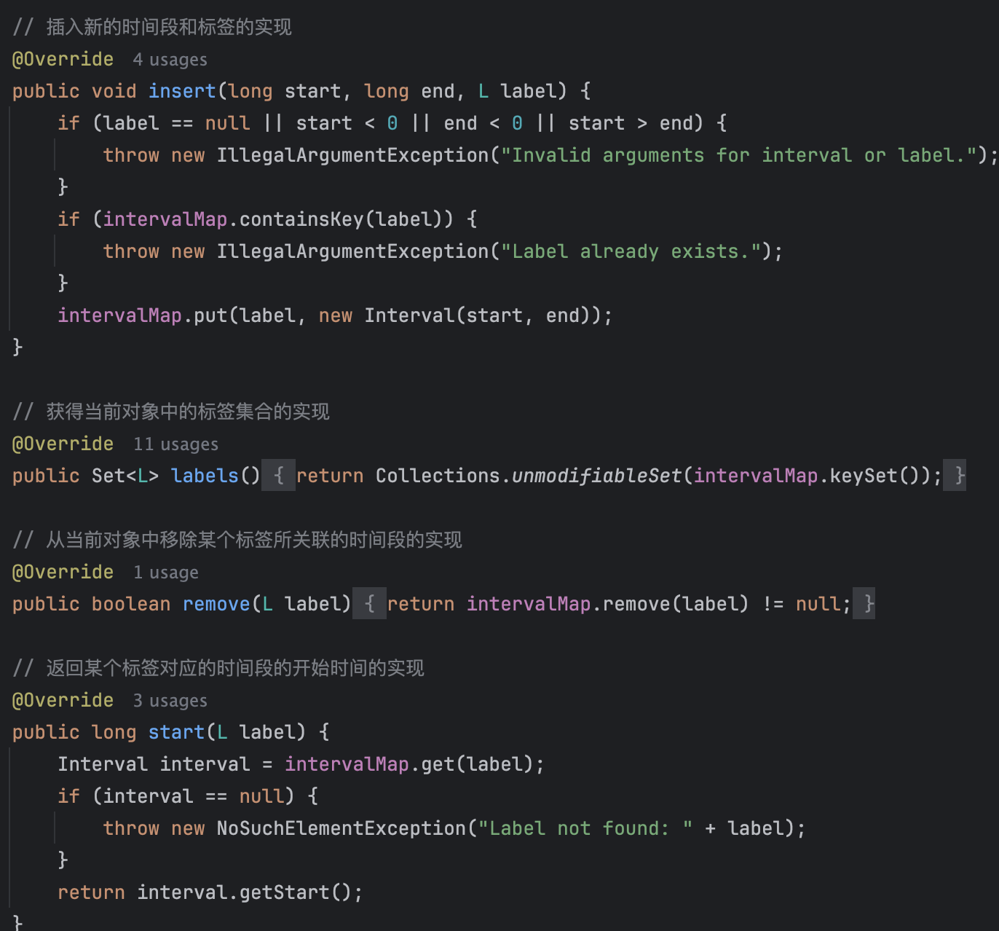 // 插入新的时间段和标签的实现
@Override 4 usages
public void insert(long start, long end, L label) {
if (label == null || start < 0 || end < 0 || start > end) {
throw new IllegalArgumentException("Invalid arguments for interval or label.");
}
if (intervalMap.containsKey(label)) {
throw new IllegalArgumentException("Label already exists.");
}
intervalMap.put(label, new Interval(start, end));
}
// 获得当前对象中的标签集合的实现
@Override 11 usages
public Set<L> labels() { return Collections.unmodifiableSet(intervalMap.keySet()); }
// 从当前对象中移除某个标签所关联的时间段的实现
@Override 1 usage
public boolean remove(L label) { return intervalMap.remove(label) != null; }
// 返回某个标签对应的时间段的开始时间的实现
@Override 3 usages
public long start(L label) {
Interval interval = intervalMap.get(label);
if (interval == null) {
throw new NoSuchElementException("Label not found: " + label);
}
return interval.getStart();
}